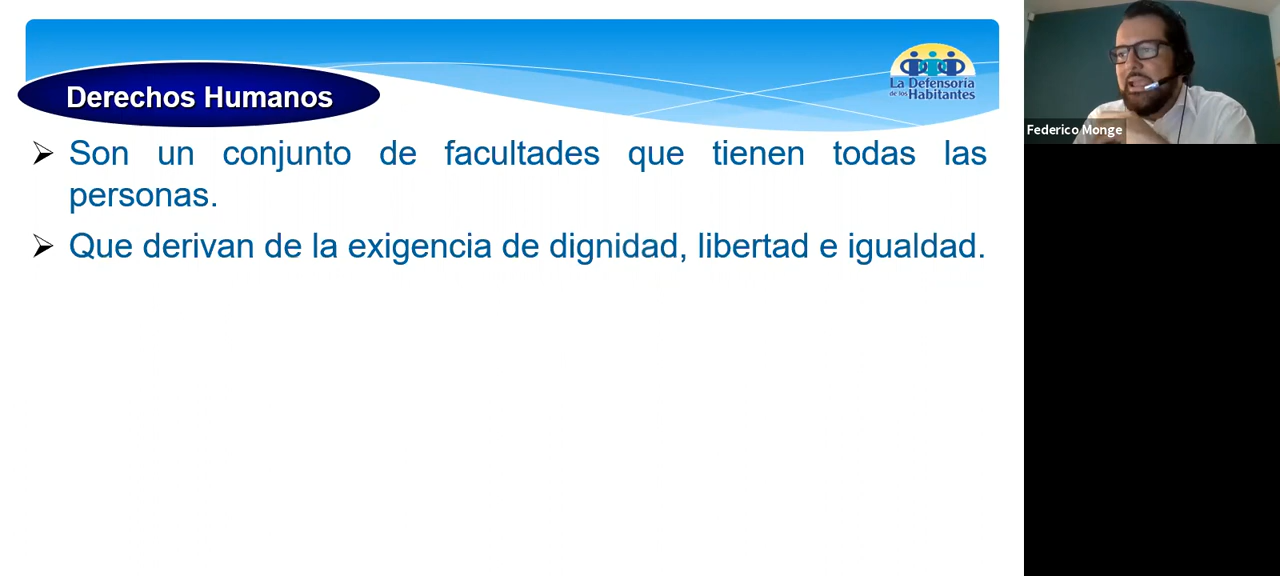 Derechos Humanos
La Defensoría
de los Habitantes
Son un conjunto de facultades que tienen todas las
personas.
Que derivan de la exigencia de dignidad, libertad e igualdad.
Federico Monge